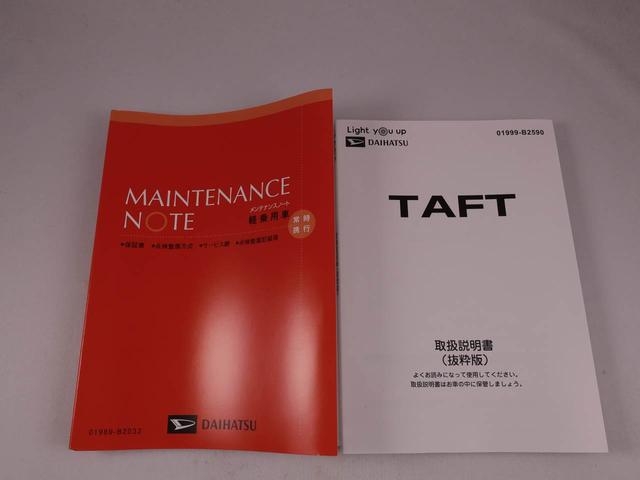 MAINTENANCE
NOTE
メンテナンスノート
軽乗用車
常時
携行
●保証書 ●点検整備方式 ●サービス網 ●点検整備記録簿
DAIHATSU
01989-B2032
Light you up
DAIHATSU
01999-B2590
TAFT
取扱説明書
（抜粋版）
よくお読みになって使用してください。
取扱説明書はお車の中に保管しましょう。